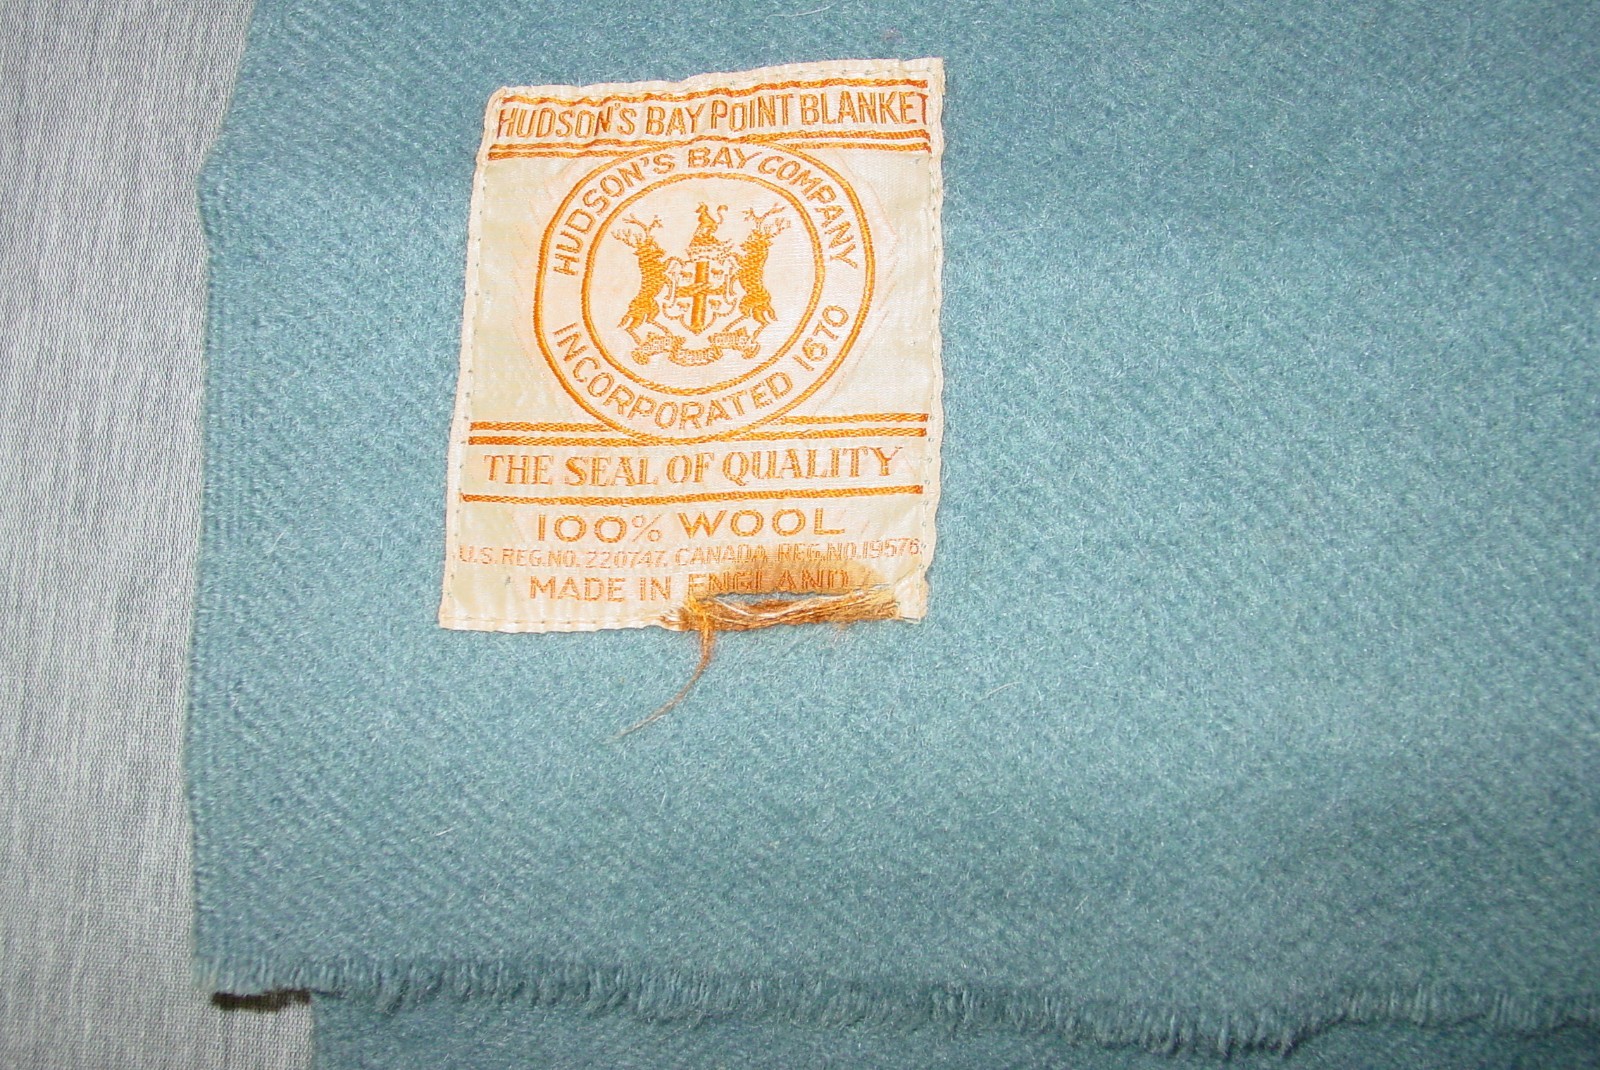 HUDSON'S BAY POINT BLANKET
HUDSON'S BAY COMPANY
INCORPORATED 1670
THE SEAL OF QUALITY
100% WOOL
U.S. REG. NO. 220747. CANADA REG. NO. 19576
MADE IN ENGLAND